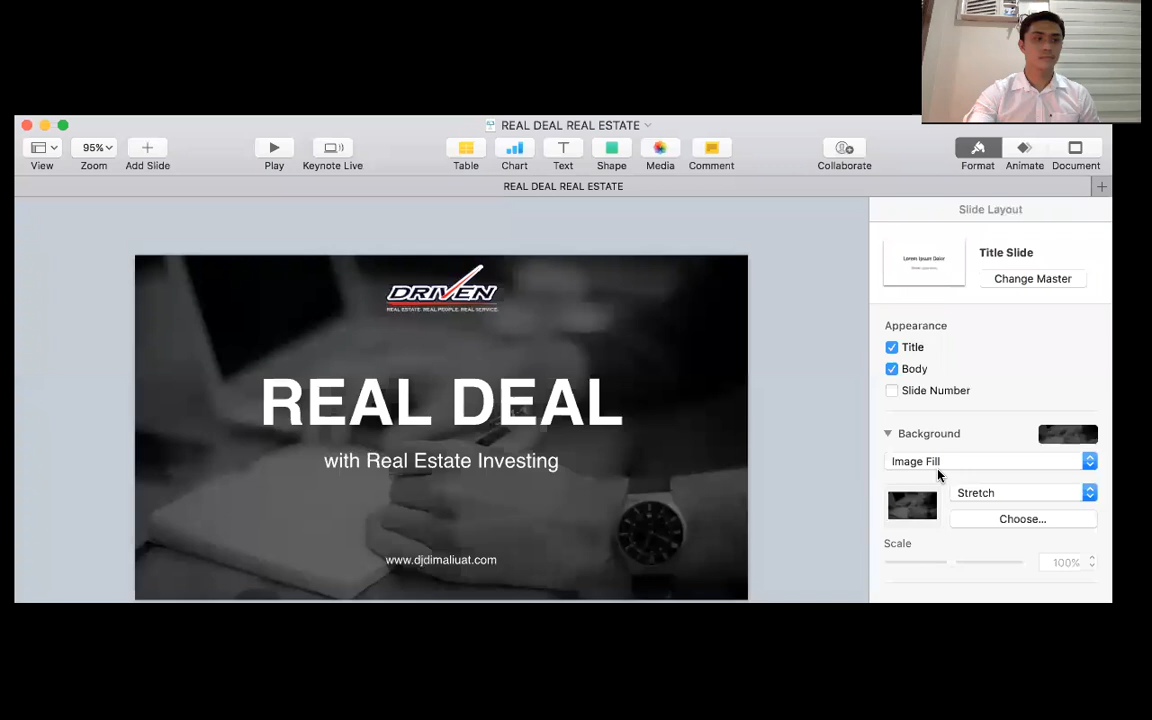 REAL DEAL REAL ESTATE
View
95%
Zoom
Add Slide
Play
Keynote Live
Table
Chart
Text
Shape
Media
Comment
Collaborate
Format
Animate
Document
REAL DEAL REAL ESTATE
Slide Layout
Lorem Ipsum Dolor
Title Slide
Change Master
Appearance
Title
Body
Slide Number
Background
Image Fill
Stretch
Choose...
Scale
100%
DRIVEN
REAL ESTATE. REAL PEOPLE. REAL SERVICE.
REAL DEAL
with Real Estate Investing
www.djdimaliuat.com